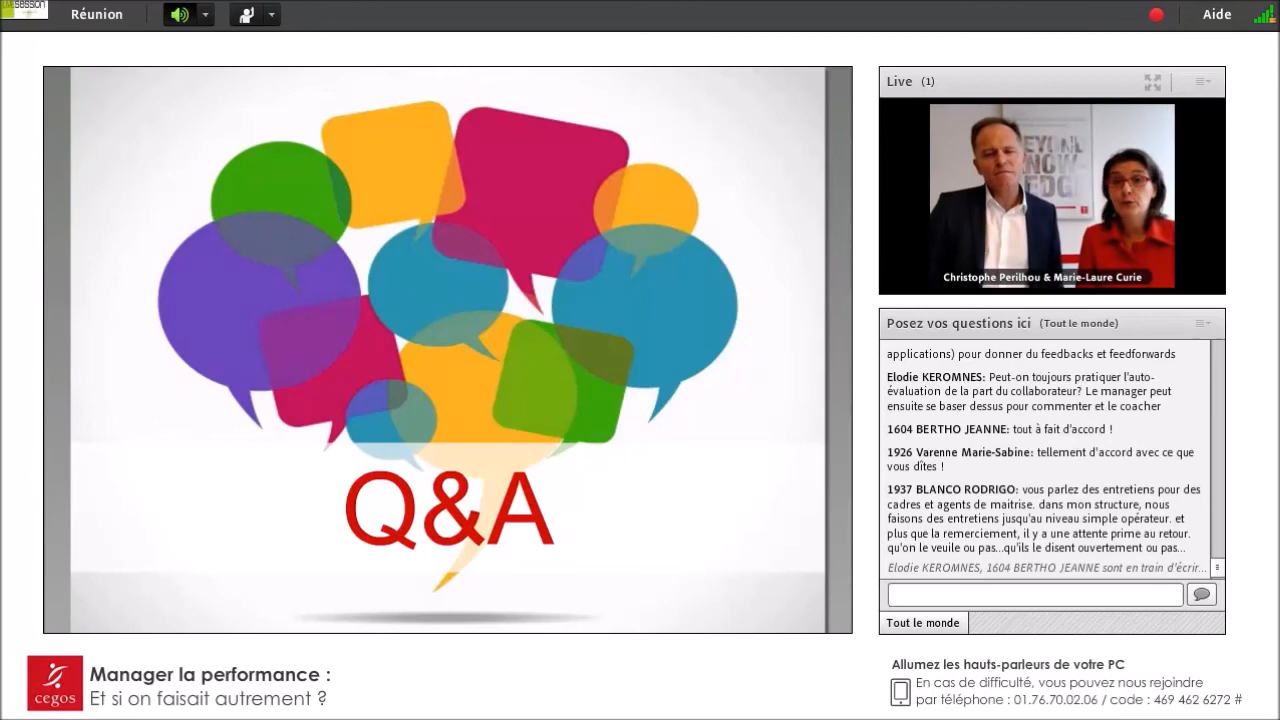 SESSION
Réunion
Aide
Live (1)
BEYOND
KNOW
EDGE
Christophe Perilhou & Marie-Laure Curie
Q&A
Posez vos questions ici (Tout le monde)
applications) pour donner du feedbacks et feedforwards
Elodie KEROMNES: Peut-on toujours pratiquer l'auto-
évaluation de la part du collaborateur? Le manager peut
ensuite se baser dessus pour commenter et le coacher
1604 BERTHO JEANNE: tout à fait d'accord !
1926 Varenne Marie-Sabine: tellement d'accord avec ce que
vous dîtes !
1937 BLANCO RODRIGO: vous parlez des entretiens pour des
cadres et agents de maitrise. dans mon structure, nous
faisons des entretiens jusqu'au niveau simple opérateur. et
plus que la remerciement, il y a une attente prime au retour.
qu'on le veuile ou pas...qu'ils le disent ouvertement ou pas...
Elodie KEROMNES, 1604 BERTHO JEANNE sont en train d'écrir...
Tout le monde
cegos
Manager la performance :
Et si on faisait autrement ?
Allumez les hauts-parleurs de votre PC
En cas de difficulté, vous pouvez nous rejoindre
par téléphone : 01.76.70.02.06 / code : 469 462 6272 #